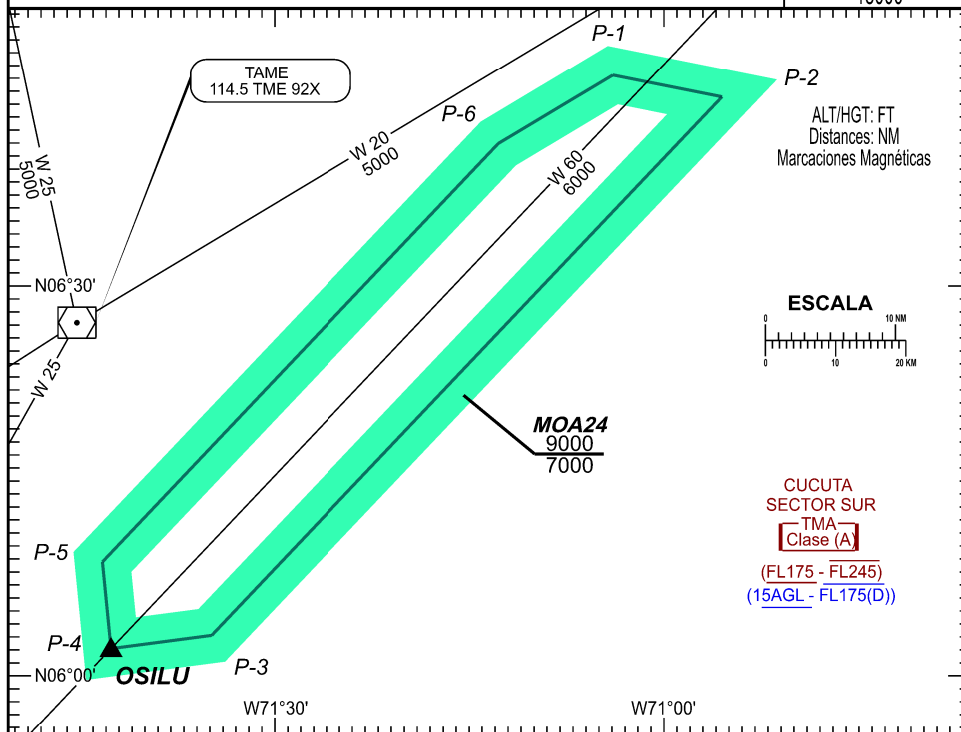 P-1
P-2
TAME
114.5 TME 92X
P-6
ALT/HGT: FT
Distances: NM
Marcaciones Magnéticas
W 25
5000
W 20
5000
W 60
6000
N06°30'
ESCALA
0
10 NM
0
10
20 KM
W 25
MOA24
9000
7000
CUCUTA
SECTOR SUR
TMA
Clase (A)
(FL175 - FL245)
(15AGL - FL175(D))
P-5
P-4
P-3
N06°00'
OSILU
W71°30'
W71°00'